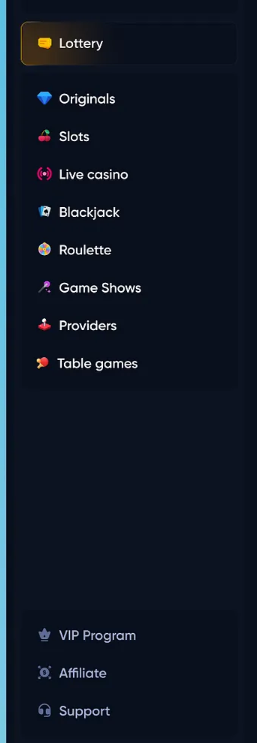 Lottery
Originals
Slots
Live casino
Blackjack
Roulette
Game Shows
Providers
Table games
VIP Program
Affiliate
Support